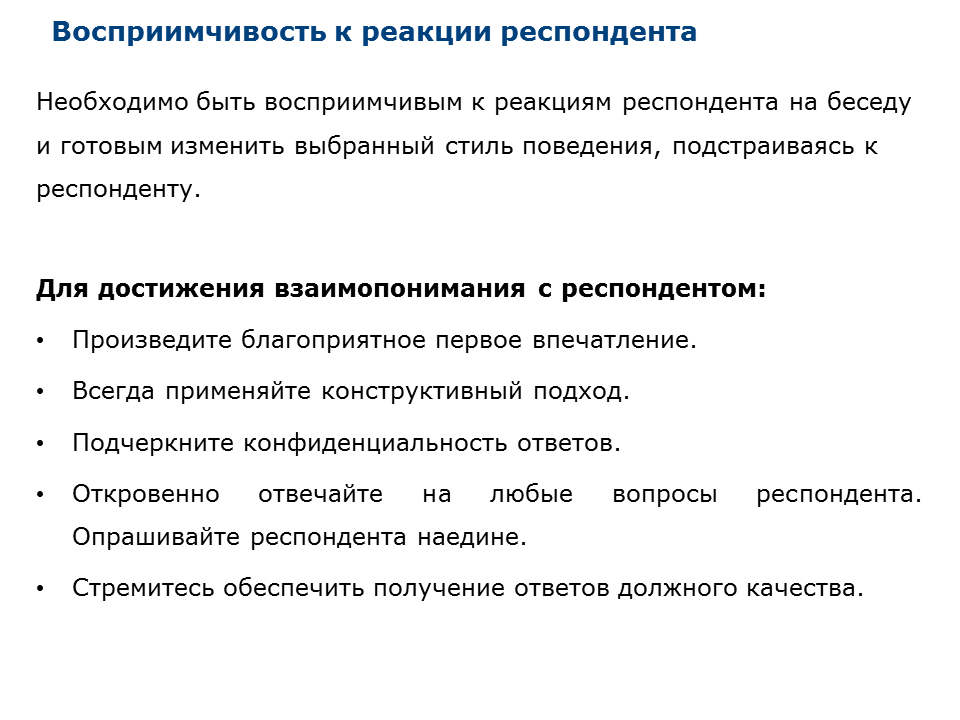 Восприимчивость к реакции респондента
Необходимо быть восприимчивым к реакциям респондента на беседу
и готовым изменить выбранный стиль поведения, подстраиваясь к
респонденту.
Для достижения взаимопонимания с респондентом:
• Произведите благоприятное первое впечатление.
• Всегда применяйте конструктивный подход.
• Подчеркните конфиденциальность ответов.
• Откровенно отвечайте на любые вопросы респондента.
Опрашивайте респондента наедине.
• Стремитесь обеспечить получение ответов должного качества.